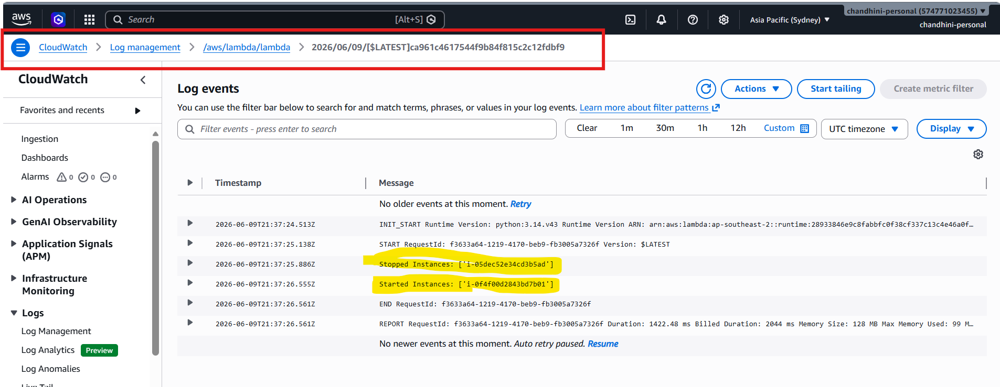 aws
Search [Alt+S]
Asia Pacific (Sydney)
chandhini-personal (574771023455)
chandhini-personal
CloudWatch
Log management
/aws/lambda/lambda
2026/06/09/[$LATEST]ca961c4617544f9b84f815c2c12fdbf9
CloudWatch
Favorites and recents
Ingestion
Dashboards
Alarms 0 0 0
AI Operations
GenAI Observability
Application Signals
(APM)
Infrastructure
Monitoring
Logs
Log Management
Log Analytics Preview
Log Anomalies
Live Tail
Log events
Actions
Start tailing
Create metric filter
You can use the filter bar below to search for and match terms, phrases, or values in your log events. Learn more about filter patterns
Filter events - press enter to search
Clear 1m 30m 1h 12h Custom
UTC timezone
Display
Timestamp Message
No older events at this moment. Retry
2026-06-09T21:37:24.513Z INIT_START Runtime Version: python:3.14.v43 Runtime Version ARN: arn:aws:lambda:ap-southeast-2::runtime:28933846e9c8fabbfc0f38cf337c13c4e46a0f…
2026-06-09T21:37:25.138Z START RequestId: f3633a64-1219-4170-beb9-fb3005a7326f Version: $LATEST
2026-06-09T21:37:25.886Z Stopped Instances: ['i-05dec52e34cd3b5ad']
2026-06-09T21:37:26.555Z Started Instances: ['i-0f4f00d2843bd7b01']
2026-06-09T21:37:26.561Z END RequestId: f3633a64-1219-4170-beb9-fb3005a7326f
2026-06-09T21:37:26.561Z REPORT RequestId: f3633a64-1219-4170-beb9-fb3005a7326f Duration: 1422.48 ms Billed Duration: 2044 ms Memory Size: 128 MB Max Memory Used: 99 M…
No newer events at this moment. Auto retry paused. Resume